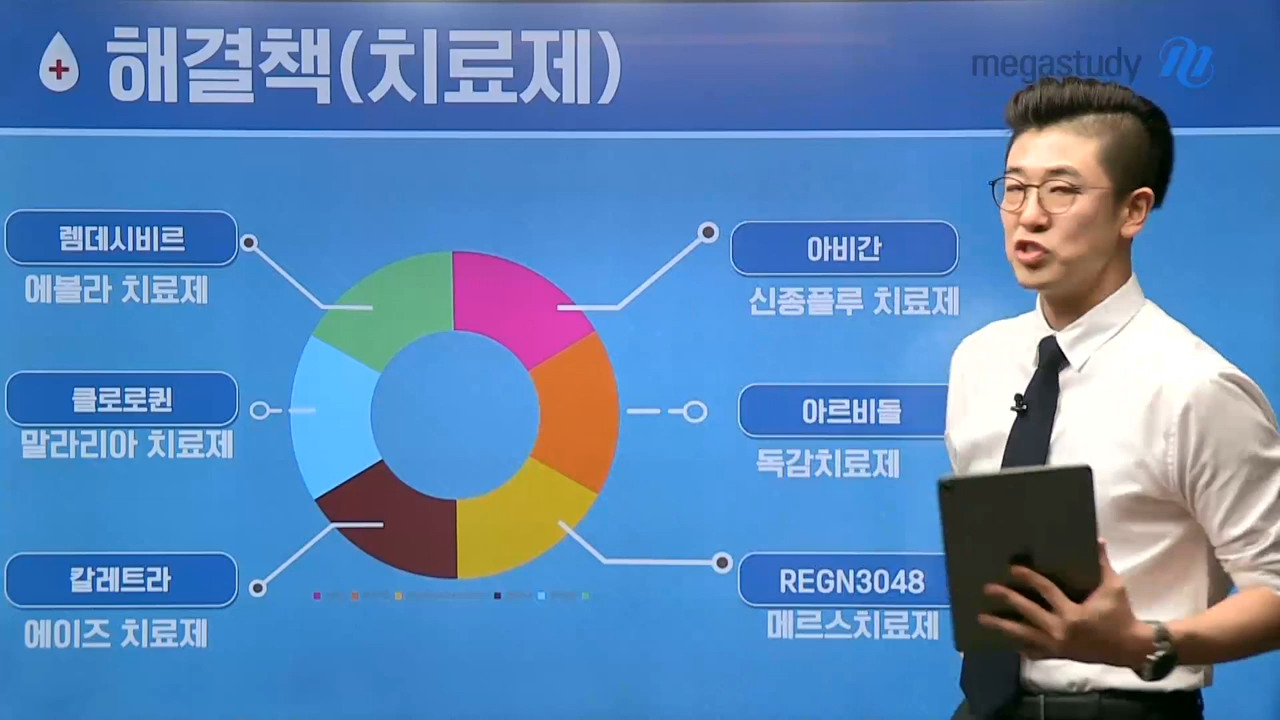 해결책(치료제)
megastudy
렘데시비르
에볼라 치료제
아비간
신종플루 치료제
클로로퀸
말라리아 치료제
아르비돌
독감치료제
칼레트라
에이즈 치료제
REGN3048
메르스치료제